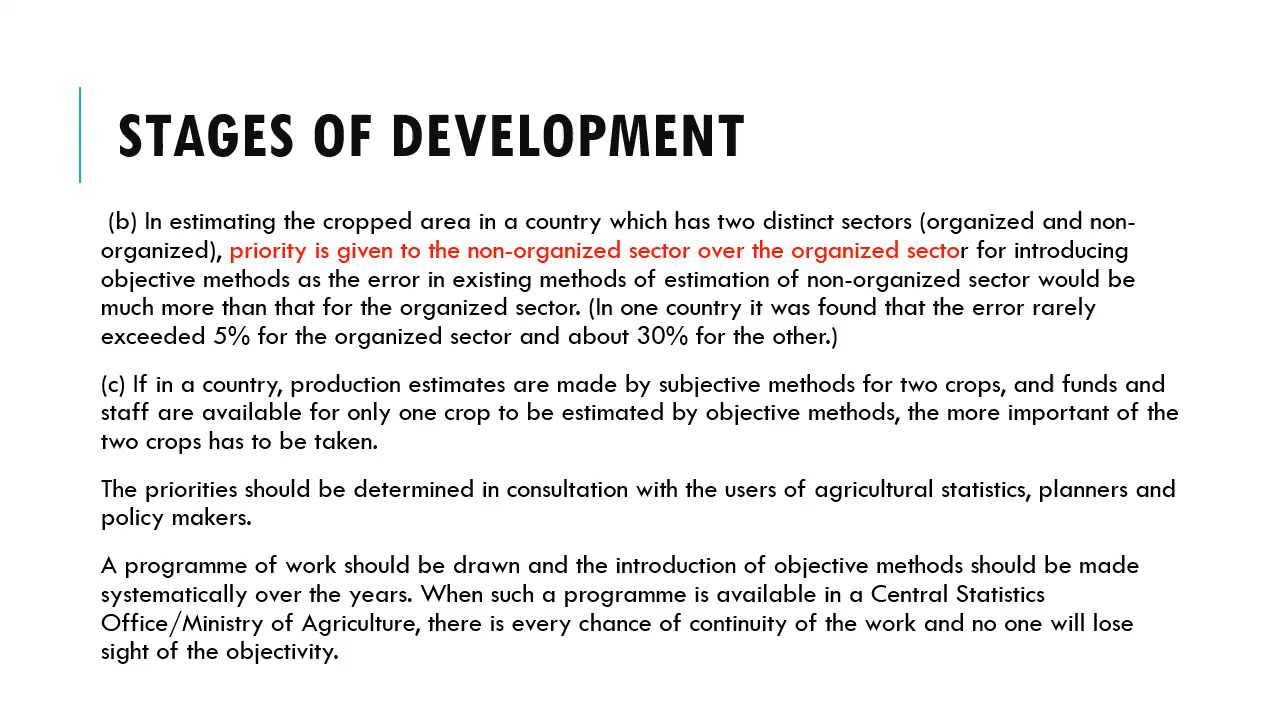 STAGES OF DEVELOPMENT
(b) In estimating the cropped area in a country which has two distinct sectors (organized and non-
organized), priority is given to the non-organized sector over the organized sector for introducing
objective methods as the error in existing methods of estimation of non-organized sector would be
much more than that for the organized sector. (In one country it was found that the error rarely
exceeded 5% for the organized sector and about 30% for the other.)
(c) If in a country, production estimates are made by subjective methods for two crops, and funds and
staff are available for only one crop to be estimated by objective methods, the more important of the
two crops has to be taken.
The priorities should be determined in consultation with the users of agricultural statistics, planners and
policy makers.
A programme of work should be drawn and the introduction of objective methods should be made
systematically over the years. When such a programme is available in a Central Statistics
Office/Ministry of Agriculture, there is every chance of continuity of the work and no one will lose
sight of the objectivity.